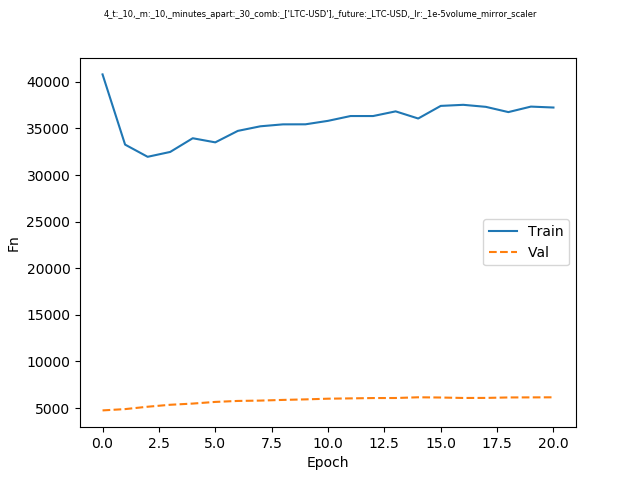 4_t:_10,_m:_10,_minutes_apart:_30_comb:_['LTC-USD'],_future:_LTC-USD,_lr:_1e-5volume_mirror_scaler
40000
35000
30000
25000
20000
15000
10000
5000
Fn
Train
Val
0.0 2.5 5.0 7.5 10.0 12.5 15.0 17.5 20.0
Epoch